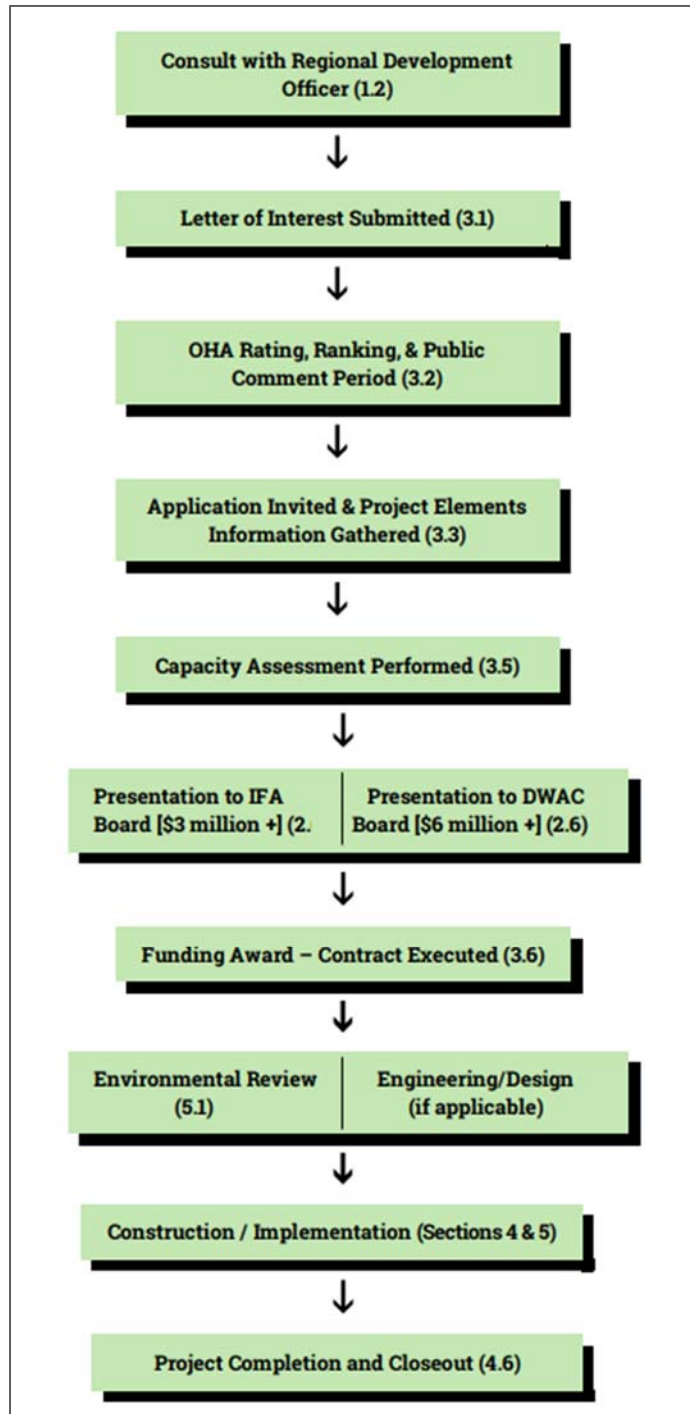 Consult with Regional Development
Officer (1.2)
Letter of Interest Submitted (3.1)
OHA Rating, Ranking, & Public
Comment Period (3.2)
Application Invited & Project Elements
Information Gathered (3.3)
Capacity Assessment Performed (3.5)
Presentation to IFA
Board [$3 million +] (2.
Presentation to DWAC
Board [$6 million +] (2.6)
Funding Award – Contract Executed (3.6)
Environmental Review
(5.1)
Engineering/Design
(if applicable)
Construction / Implementation (Sections 4 & 5)
Project Completion and Closeout (4.6)